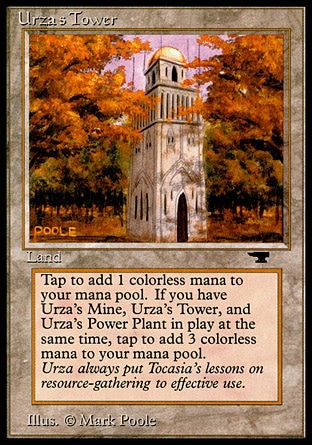 Urza's Tower
POOLE
Land
Tap to add 1 colorless mana to
your mana pool. If you have
Urza's Mine, Urza's Tower, and
Urza's Power Plant in play at the
same time, tap to add 3 colorless
mana to your mana pool.
Urza always put Tocasia's lessons on
resource-gathering to effective use.
Illus. © Mark Poole